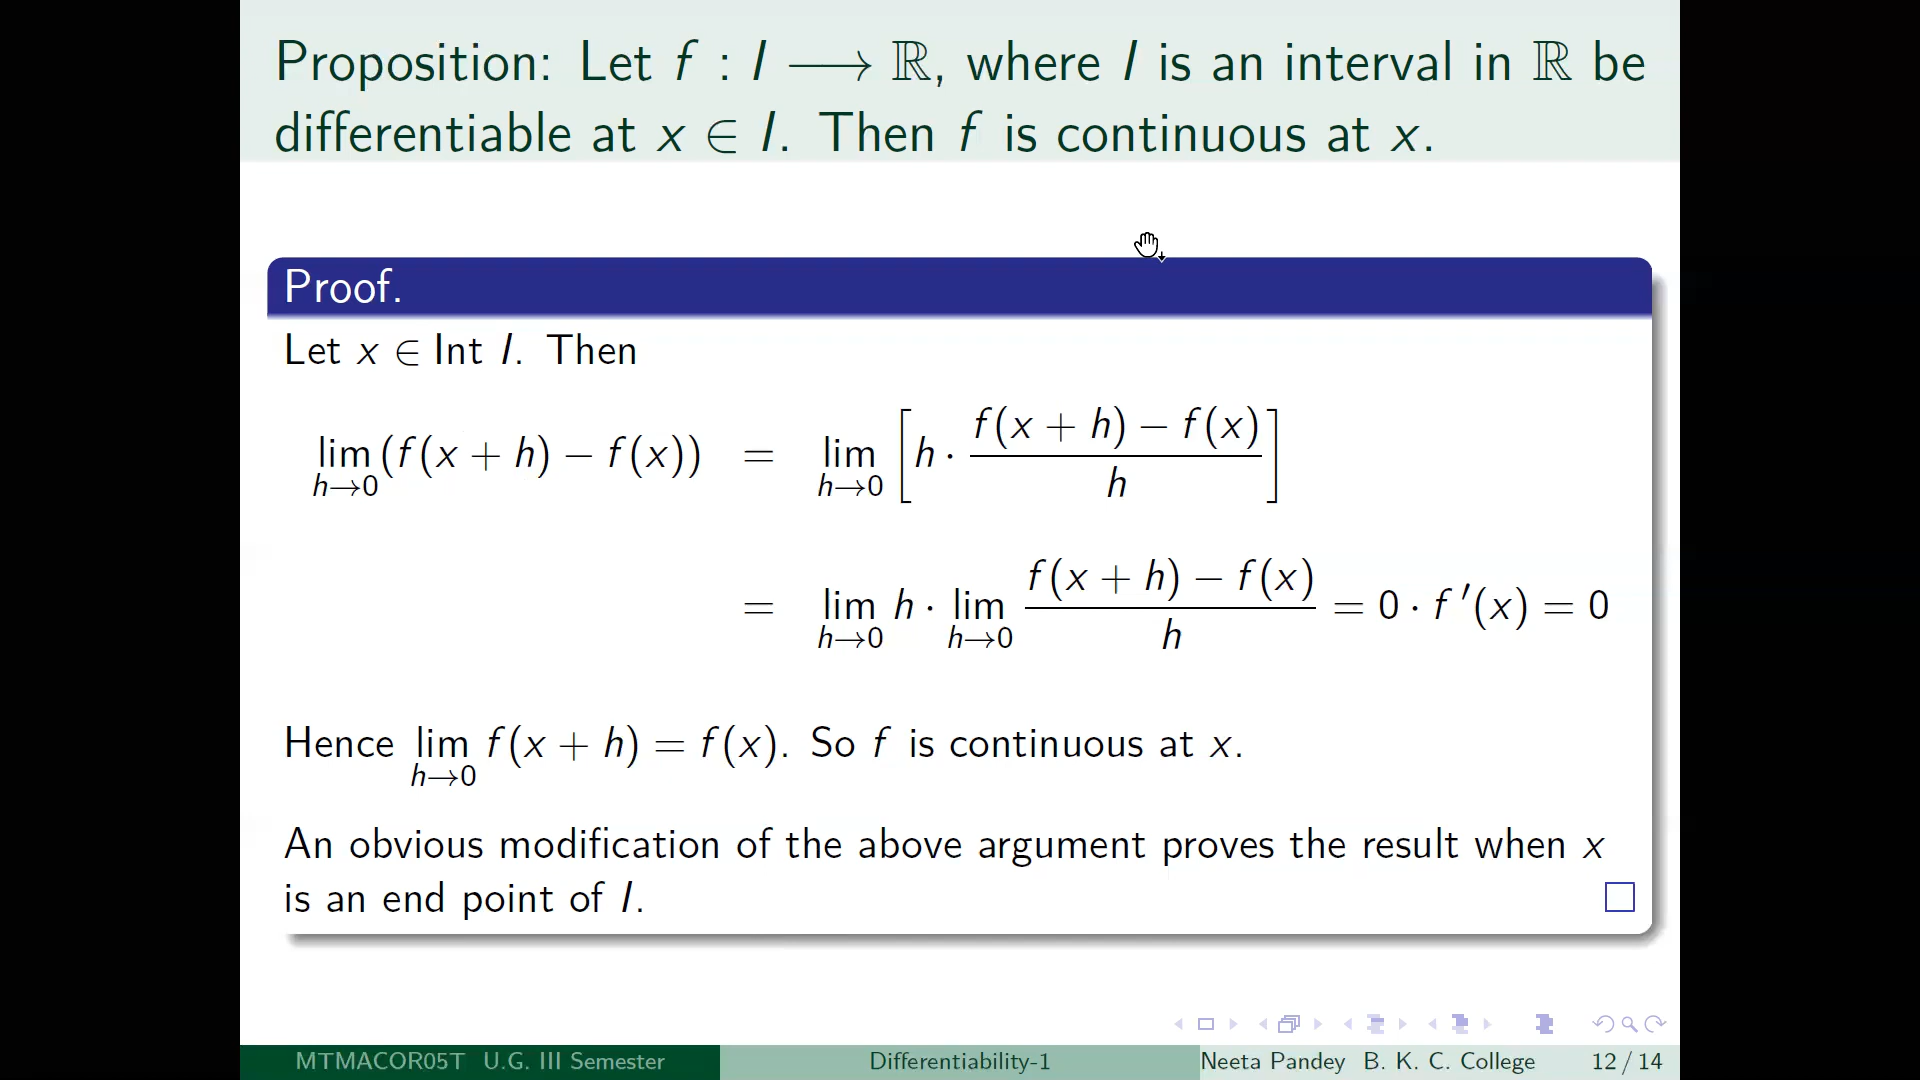 Proposition: Let f : I ⟶ ℝ, where I is an interval in ℝ be
differentiable at x ∈ I. Then f is continuous at x.
Proof.
Let x ∈ Int I. Then
lim_{h→0} (f(x + h) − f(x)) = lim_{h→0} [h · (f(x + h) − f(x))/h]
= lim_{h→0} h · lim_{h→0} (f(x + h) − f(x))/h = 0 · f ′(x) = 0
Hence lim_{h→0} f(x + h) = f(x). So f is continuous at x.
An obvious modification of the above argument proves the result when x
is an end point of I.
MTMACOR05T U.G. III Semester Differentiability-1 Neeta Pandey B. K. C. College 12 / 14